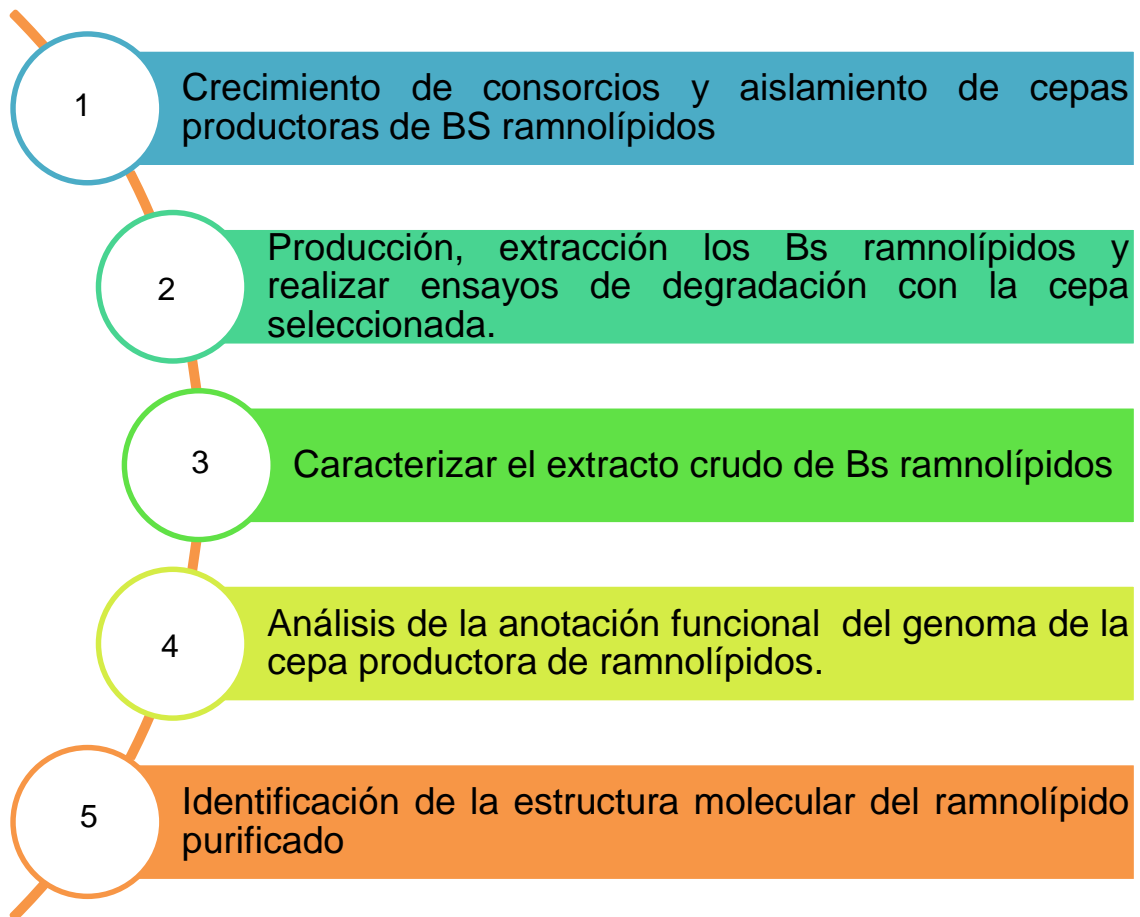 1
Crecimiento de consorcios y aislamiento de cepas
productoras de BS ramnolípidos
2
Producción, extracción los Bs ramnolípidos y
realizar ensayos de degradación con la cepa
seleccionada.
3
Caracterizar el extracto crudo de Bs ramnolípidos
4
Análisis de la anotación funcional del genoma de la
cepa productora de ramnolípidos.
5
Identificación de la estructura molecular del ramnolípido
purificado